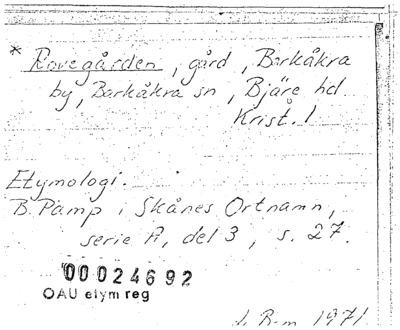 * Rovegården, gård, Barkåkra
by, Barkåkra sn, Bjäre hd
Krist. l
Etymologi.
B. Pamp i Skånes Ortnamn,
serie A, del 3, s. 27.
00024692
OAU etym reg
1971